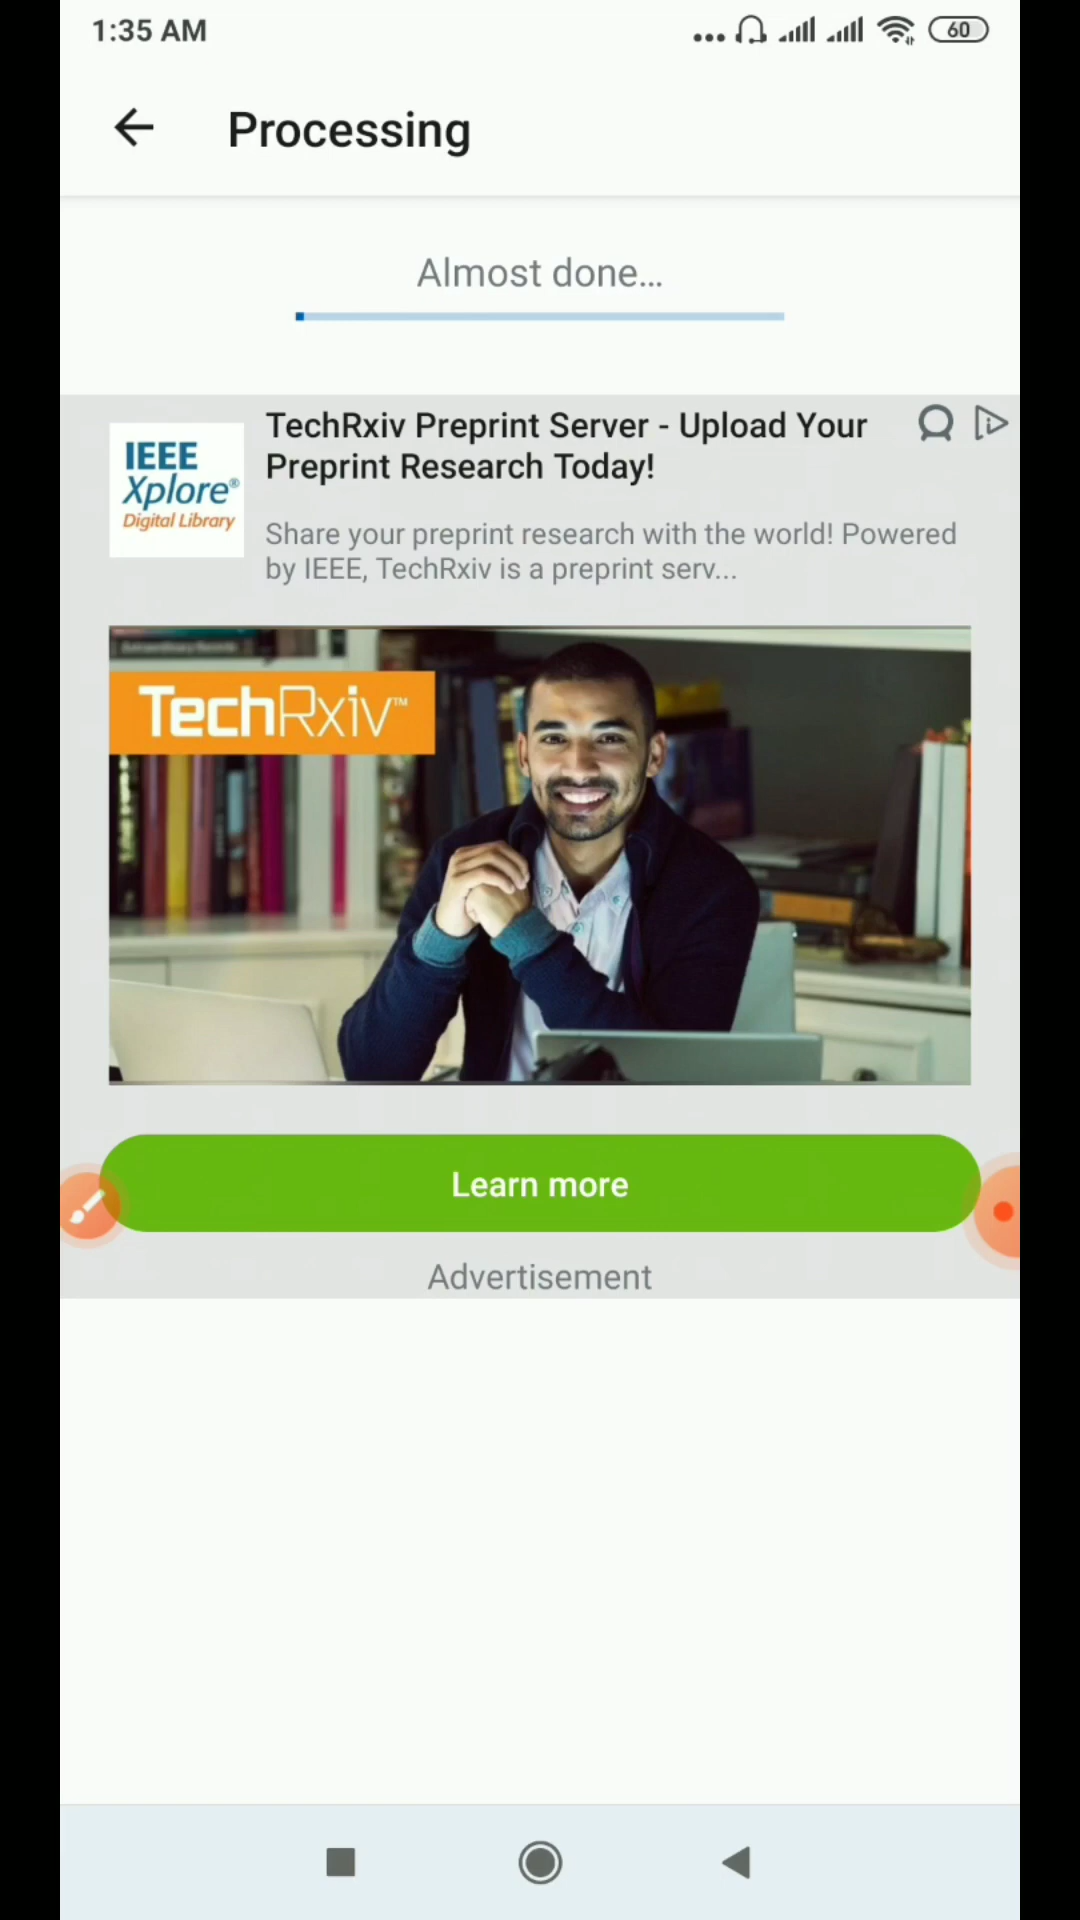 1:35 AM
60
Processing
Almost done...
TechRxiv Preprint Server - Upload Your
Preprint Research Today!
IEEE
Xplore®
Digital Library
Share your preprint research with the world! Powered
by IEEE, TechRxiv is a preprint serv...
TechRxiv™
Learn more
Advertisement